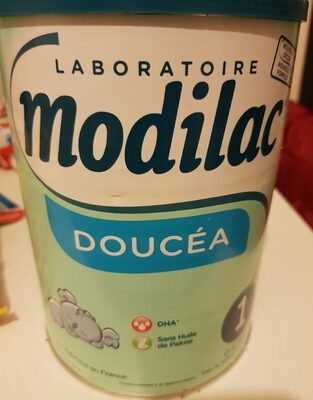 LABORATOIRE
modilac
DOUCÉA
DHA*
Sans Huile
de Palme
1